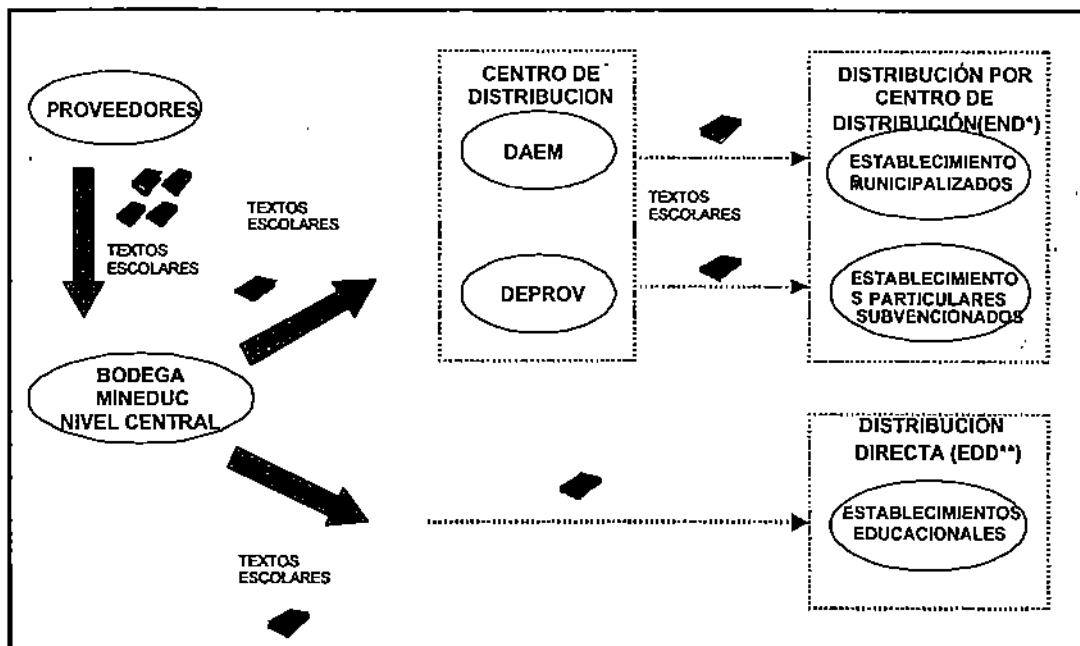 PROVEEDORES
TEXTOS
ESCOLARES
TEXTOS
ESCOLARES
BODEGA
MINEDUC
NIVEL CENTRAL
TEXTOS
ESCOLARES
CENTRO DE
DISTRIBUCION
DAEM
DEPROV
TEXTOS
ESCOLARES
DISTRIBUCIÓN POR
CENTRO DE
DISTRIBUCIÓN(END*)
ESTABLECIMIENTO
MUNICIPALIZADOS
ESTABLECIMIENTO
S PARTICULARES
SUBVENCIONADOS
DISTRIBUCION
DIRECTA (EDD**)
ESTABLECIMIENTOS
EDUCACIONALES